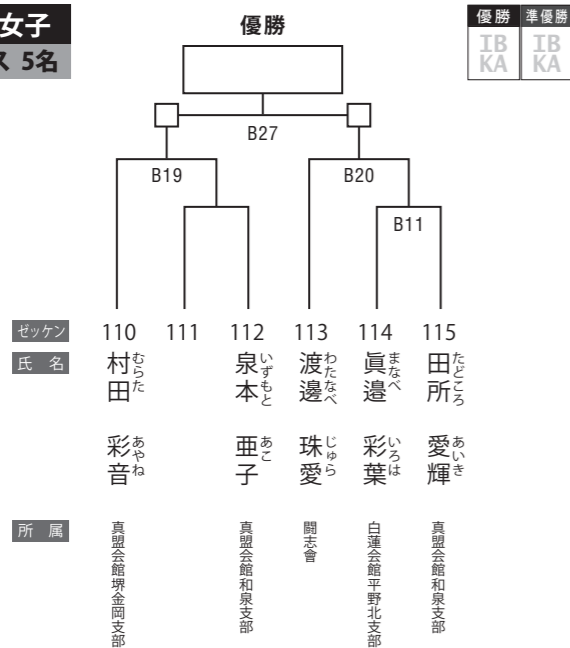 女子
ス 5名
優勝
優勝 準優勝
IB KA IB KA
B27
B19 B20
B11
ゼッケン 110 111 112 113 114 115
氏 名
村田 彩音
むらた あやね
泉本 亜子
いずもと あこ
渡邊 珠愛
わたなべ じゅら
眞邉 彩葉
まなべ いろは
田所 愛輝
たどころ あいき
所 属
真盟会館堺金岡支部
真盟会館和泉支部
闘志會
白蓮会館平野北支部
真盟会館和泉支部